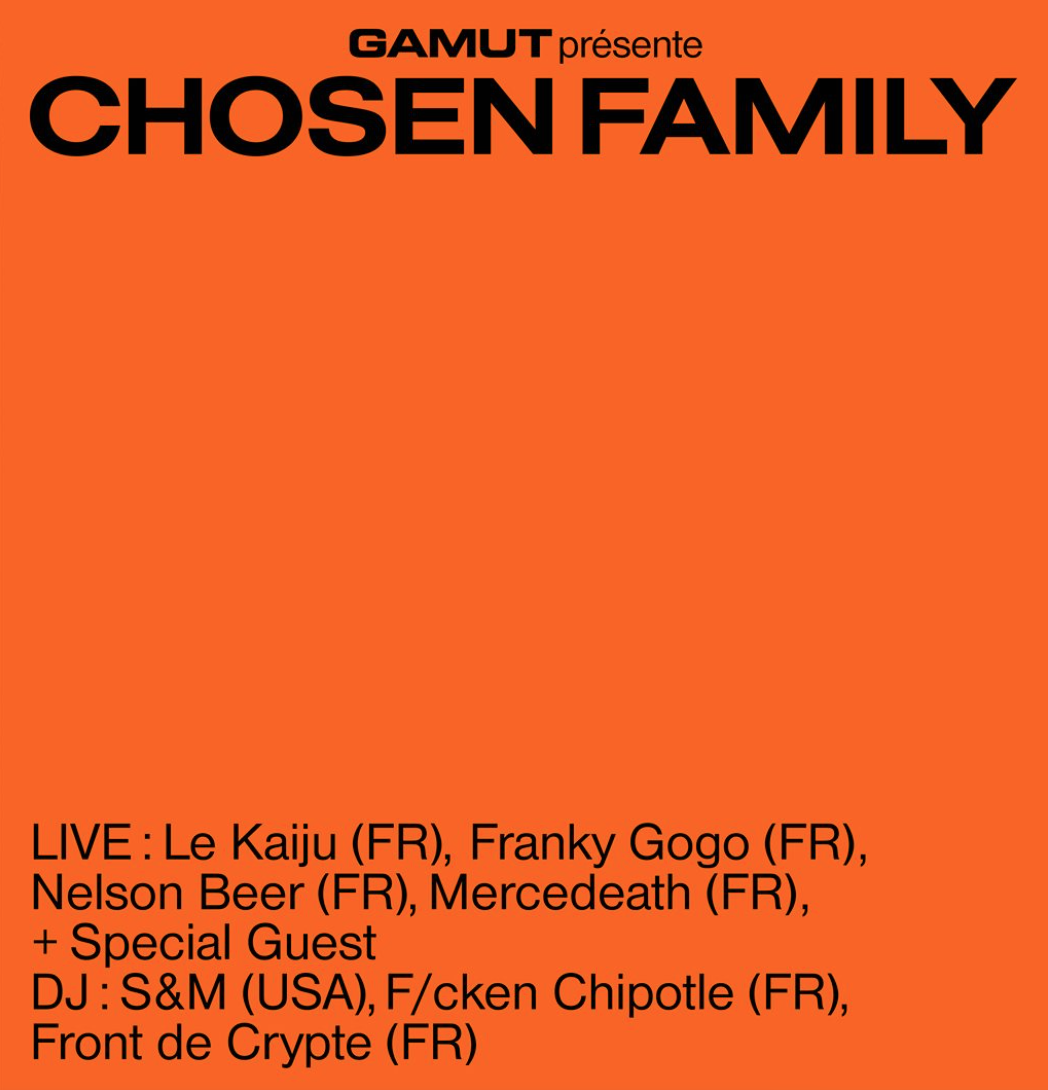 GAMUT présente
CHOSEN FAMILY
LIVE : Le Kaiju (FR), Franky Gogo (FR),
Nelson Beer (FR), Mercedeath (FR),
+ Special Guest
DJ : S&M (USA), F/cken Chipotle (FR),
Front de Crypte (FR)